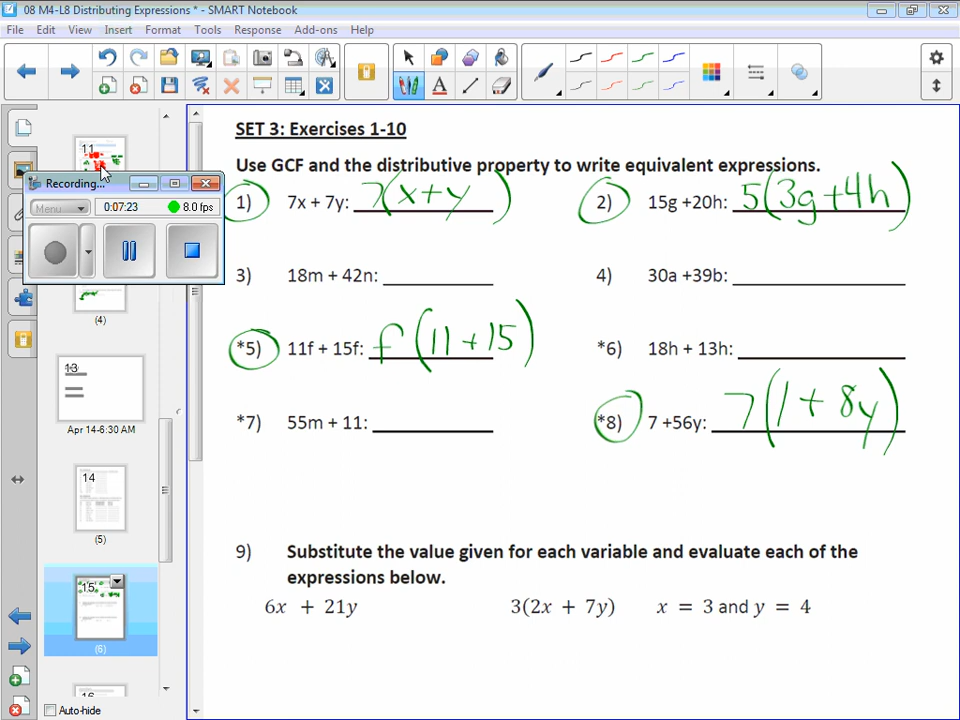 08 M4-L8 Distributing Expressions * - SMART Notebook
File Edit View Insert Format Tools Response Add-ons Help
11
Recording...
Menu 0:07:23 8.0 fps
(4)
13
Apr 14-6:30 AM
14
(5)
15
(6)
16
Auto-hide
SET 3: Exercises 1-10
Use GCF and the distributive property to write equivalent expressions.
1) 7x + 7y: 7(x+y)
2) 15g +20h: 5(3g+4h)
3) 18m + 42n:
4) 30a +39b:
*5) 11f + 15f: f(11+15)
*6) 18h + 13h:
*7) 55m + 11:
*8) 7 +56y: 7(1+8y)
9) Substitute the value given for each variable and evaluate each of the
expressions below.
6x + 21y 3(2x + 7y) x = 3 and y = 4